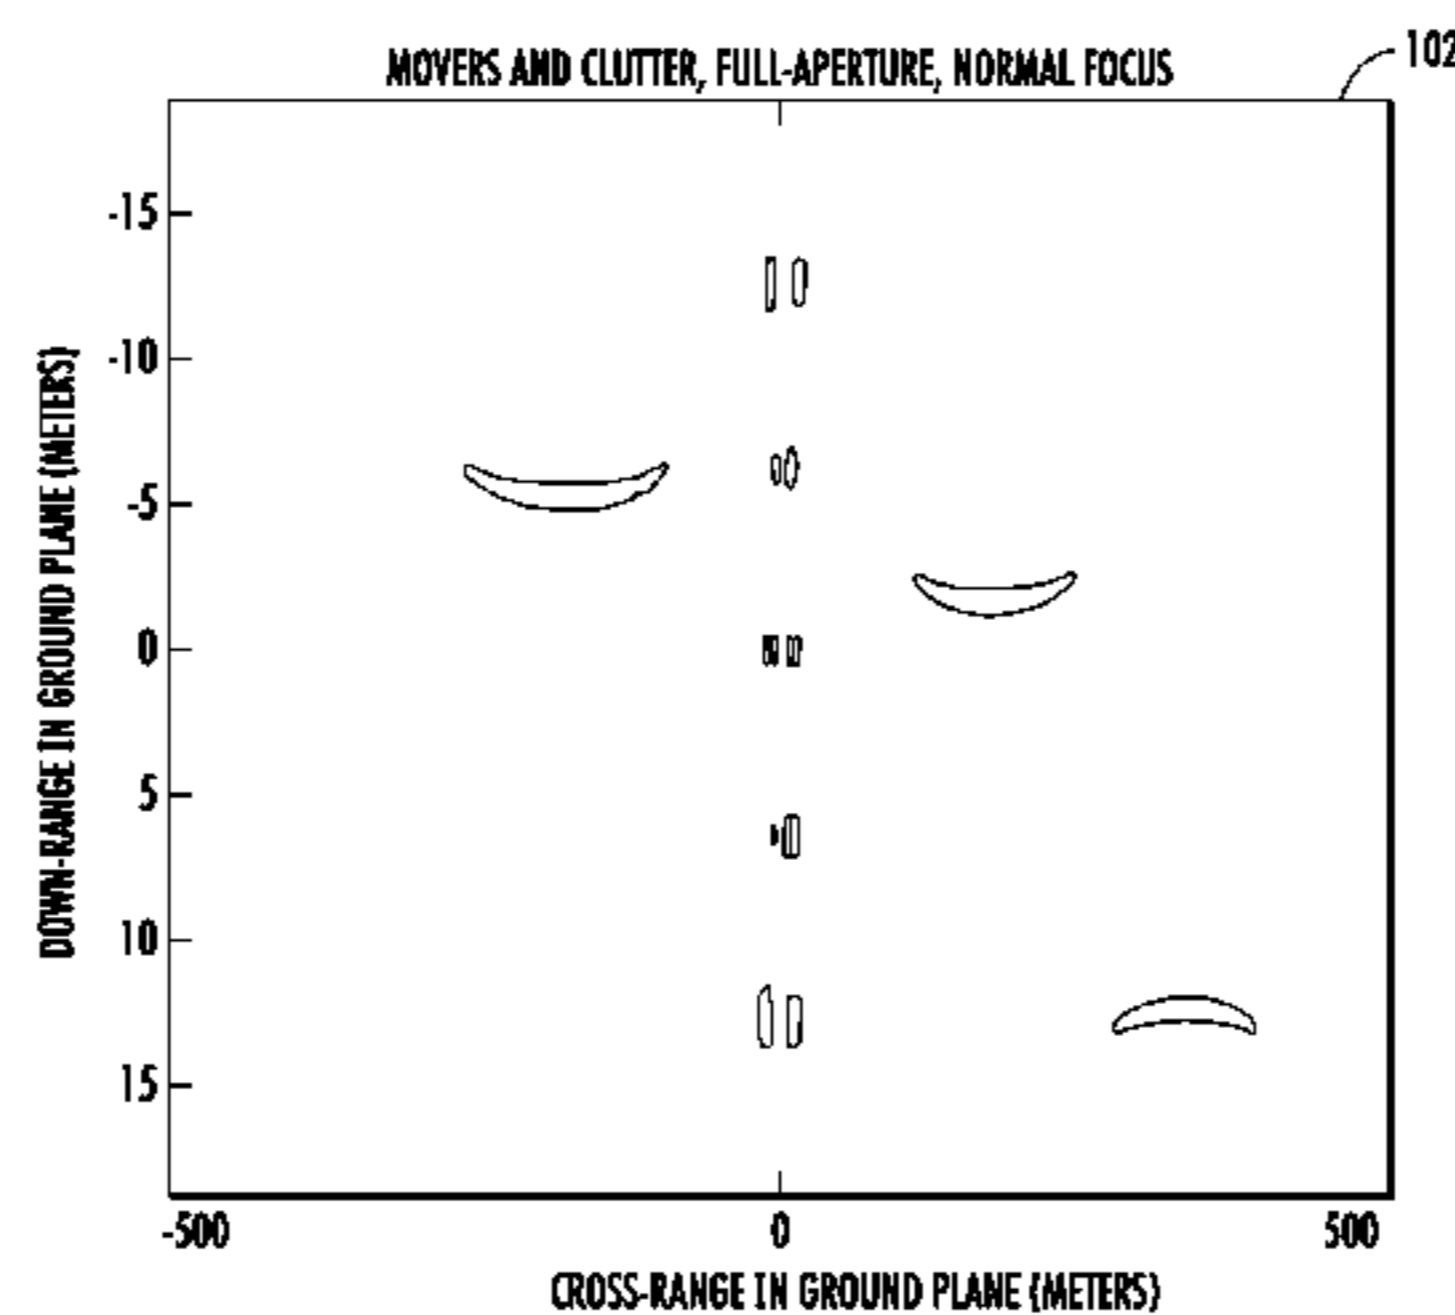 102
MOVERS AND CLUTTER, FULL-APERTURE, NORMAL FOCUS
-15
-10
-5
0
5
10
15
DOWN-RANGE IN GROUND PLANE (METERS)
-500 0 500
CROSS-RANGE IN GROUND PLANE (METERS)